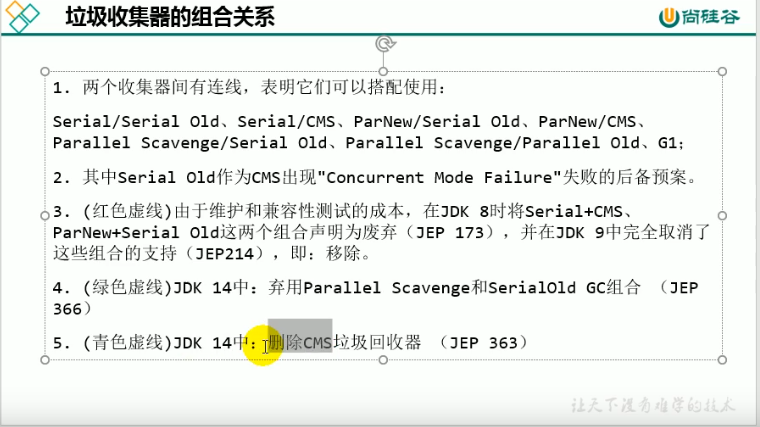 垃圾收集器的组合关系
尚硅谷
1. 两个收集器间有连线，表明它们可以搭配使用：
Serial/Serial Old、Serial/CMS、ParNew/Serial Old、ParNew/CMS、
Parallel Scavenge/Serial Old、Parallel Scavenge/Parallel Old、G1；
2. 其中Serial Old作为CMS出现"Concurrent Mode Failure"失败的后备预案。
3. (红色虚线)由于维护和兼容性测试的成本，在JDK 8时将Serial+CMS、
ParNew+Serial Old这两个组合声明为废弃（JEP 173），并在JDK 9中完全取消了
这些组合的支持（JEP214），即：移除。
4. (绿色虚线)JDK 14中：弃用Parallel Scavenge和SerialOld GC组合 （JEP
366）
5. (青色虚线)JDK 14中：删除CMS垃圾回收器 （JEP 363）
让天下没有难学的技术